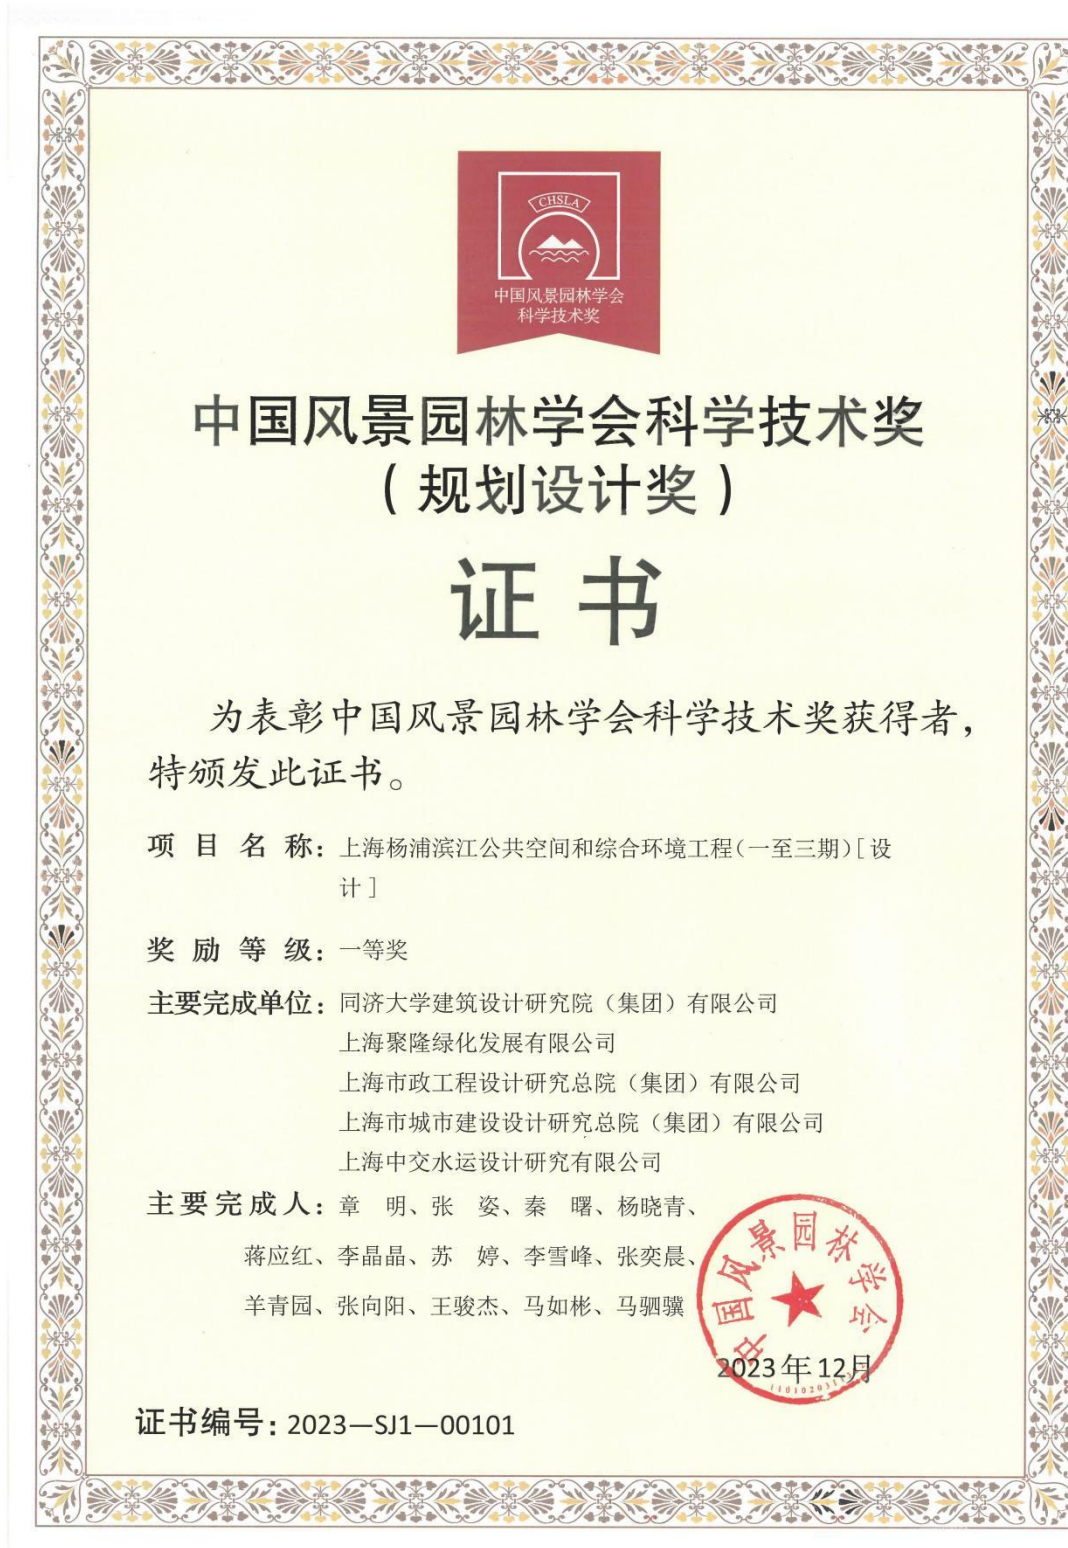 CHSLA
中国风景园林学会
科学技术奖
中国风景园林学会科学技术奖
（规划设计奖）
证书
为表彰中国风景园林学会科学技术奖获得者，
特颁发此证书。
项目名称：上海杨浦滨江公共空间和综合环境工程（一至三期）[设
计]
奖励等级：一等奖
主要完成单位：同济大学建筑设计研究院（集团）有限公司
上海聚隆绿化发展有限公司
上海市政工程设计研究总院（集团）有限公司
上海市城市建设设计研究总院（集团）有限公司
上海中交水运设计研究有限公司
主要完成人：章　明、张　姿、秦　曙、杨晓青、
蒋应红、李晶晶、苏　婷、李雪峰、张奕晨、
羊青园、张向阳、王骏杰、马如彬、马驷骥
中国风景园林学会
2023年12月
证书编号：2023—SJ1—00101